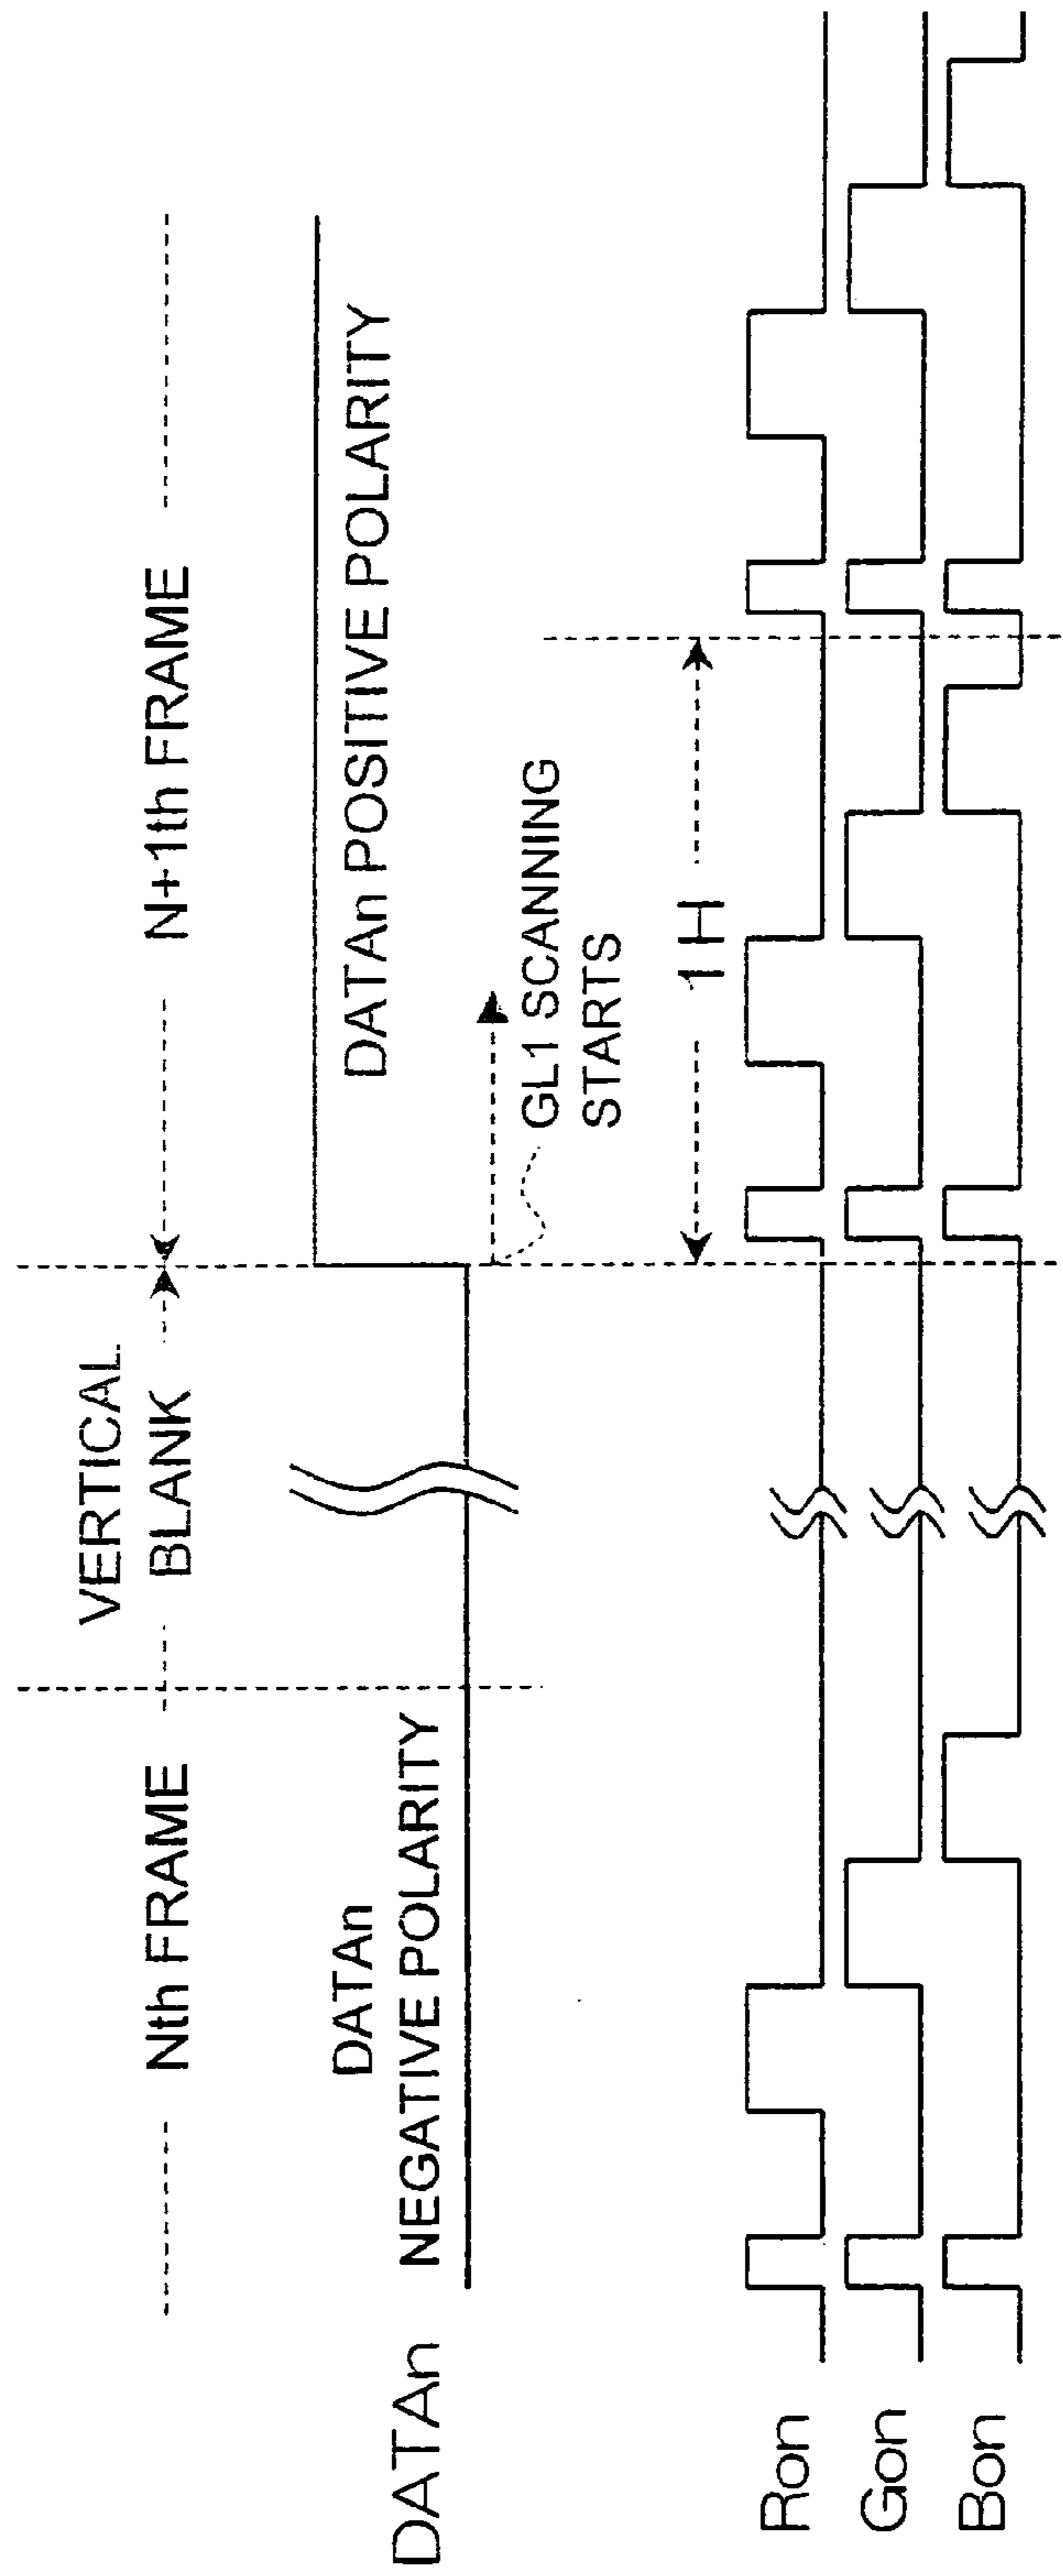 Nth FRAME
VERTICAL
BLANK
N+1th FRAME
DATAn
DATAn
NEGATIVE POLARITY
DATAn POSITIVE POLARITY
GL1 SCANNING
STARTS
1H
Ron
Gon
Bon